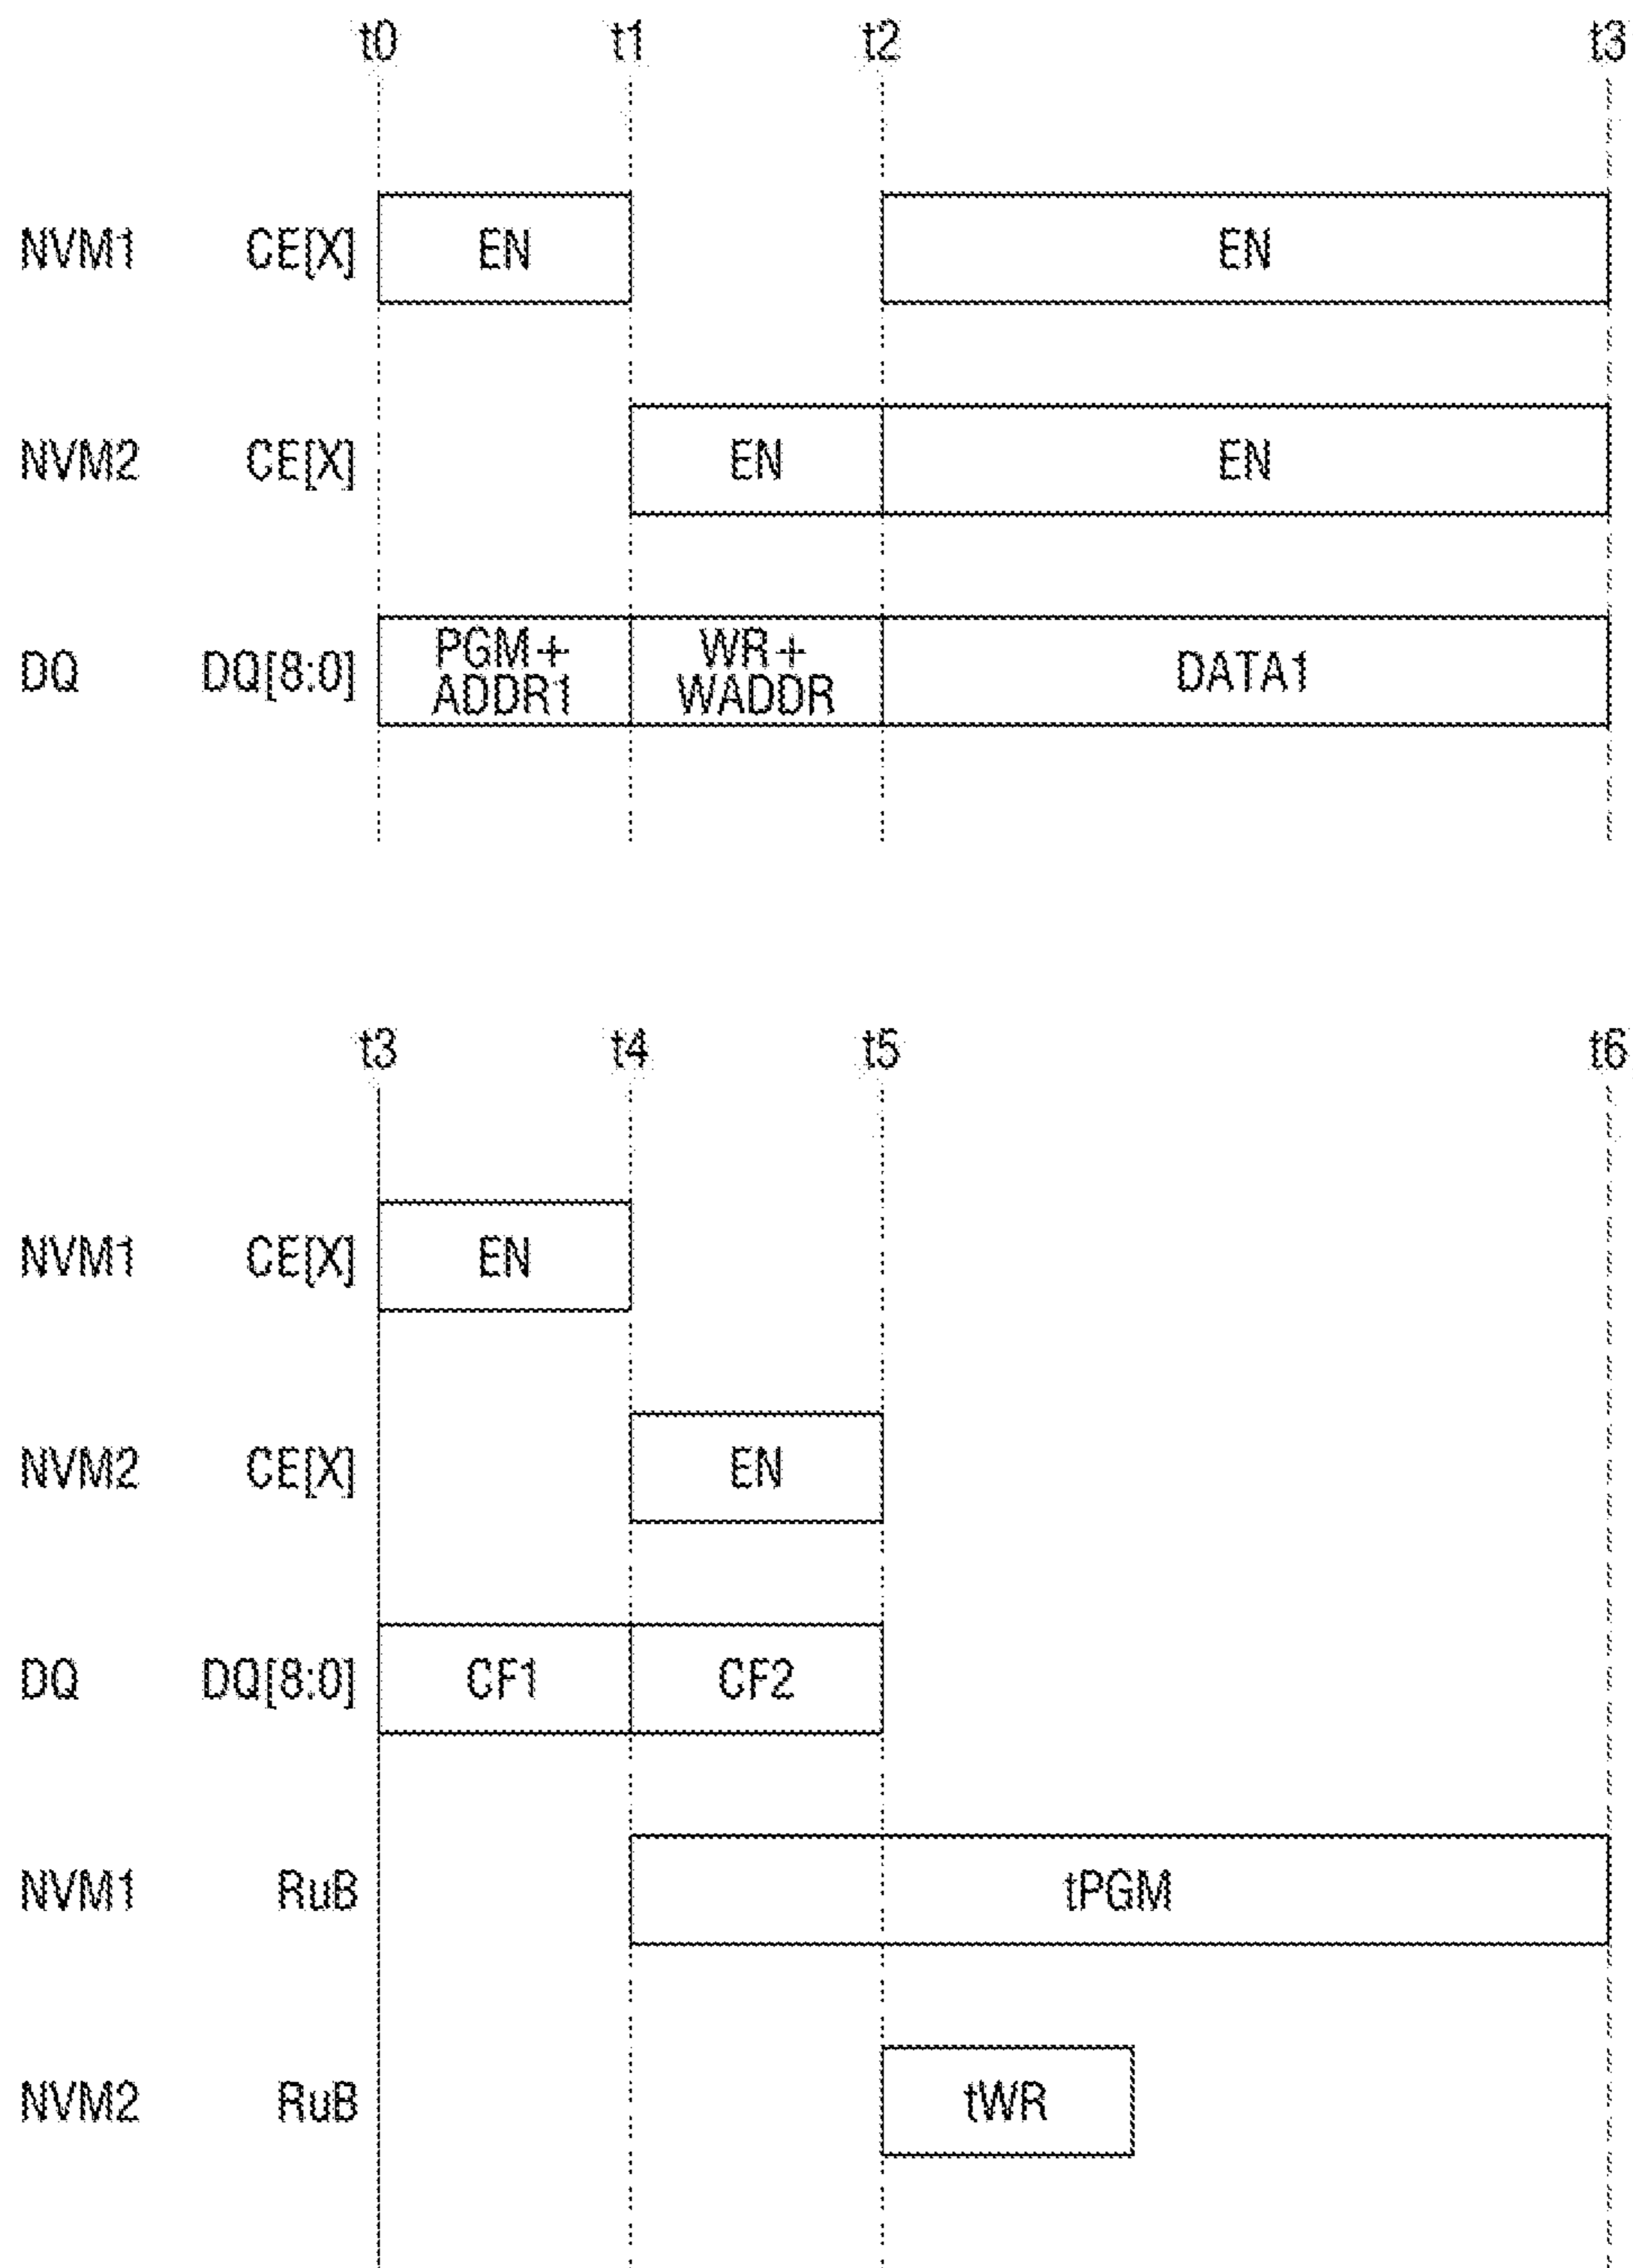 t0 t1 t2 t3
NVM1 CE[X] EN EN
NVM2 CE[X] EN EN
DQ DQ[8:0] PGM+ ADDR1 WR+ WADDR DATA1
t3 t4 t5 t6
NVM1 CE[X] EN
NVM2 CE[X] EN
DQ DQ[8:0] CF1 CF2
NVM1 RuB tPGM
NVM2 RuB tWR